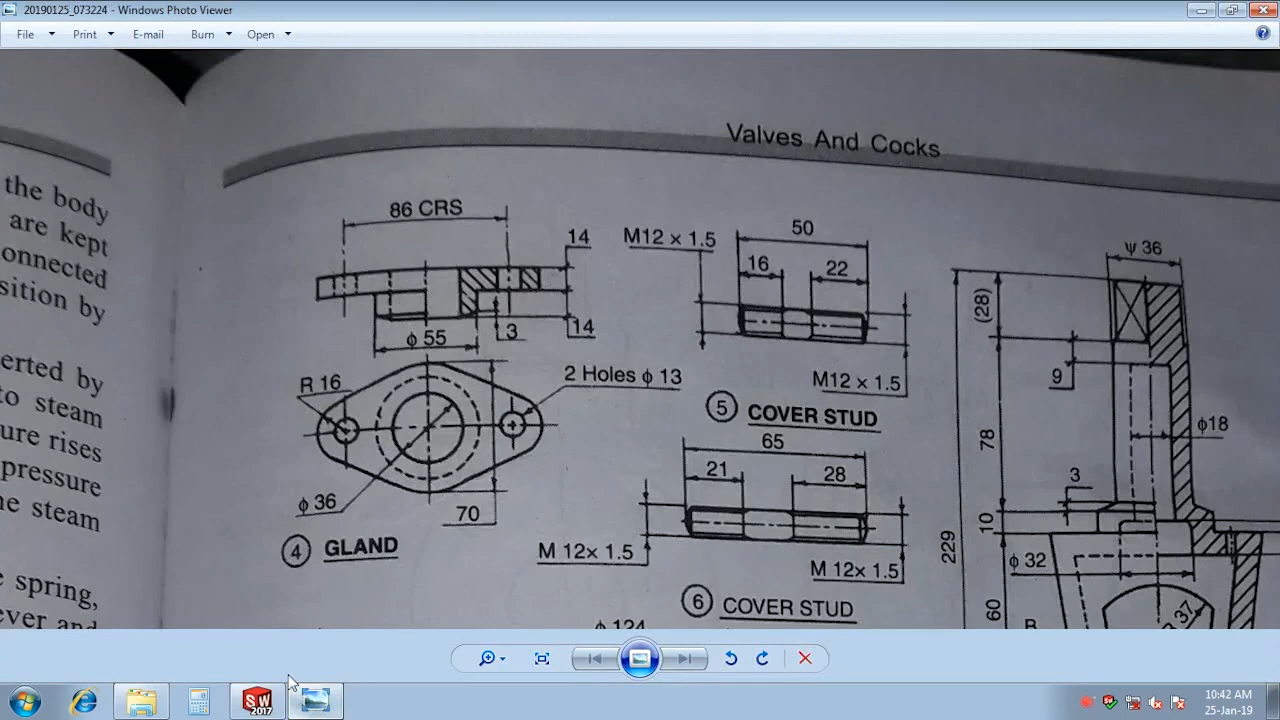 20190125_073224 - Windows Photo Viewer
File Print E-mail Burn Open
Valves And Cocks
the body
are kept
onnected
sition by
erted by
to steam
ure rises
pressure
ne steam
e spring,
ever and
86 CRS
14
14
3
φ 55
R 16
2 Holes φ 13
φ 36
70
4 GLAND
M12 × 1.5
50
16
22
M12 × 1.5
5 COVER STUD
65
21
28
M 12× 1.5
M 12× 1.5
6 COVER STUD
φ 124
ψ 36
(28)
9
78
φ18
3
10
229
φ 32
60
R 37
SW
2017
10:42 AM
25-Jan-19